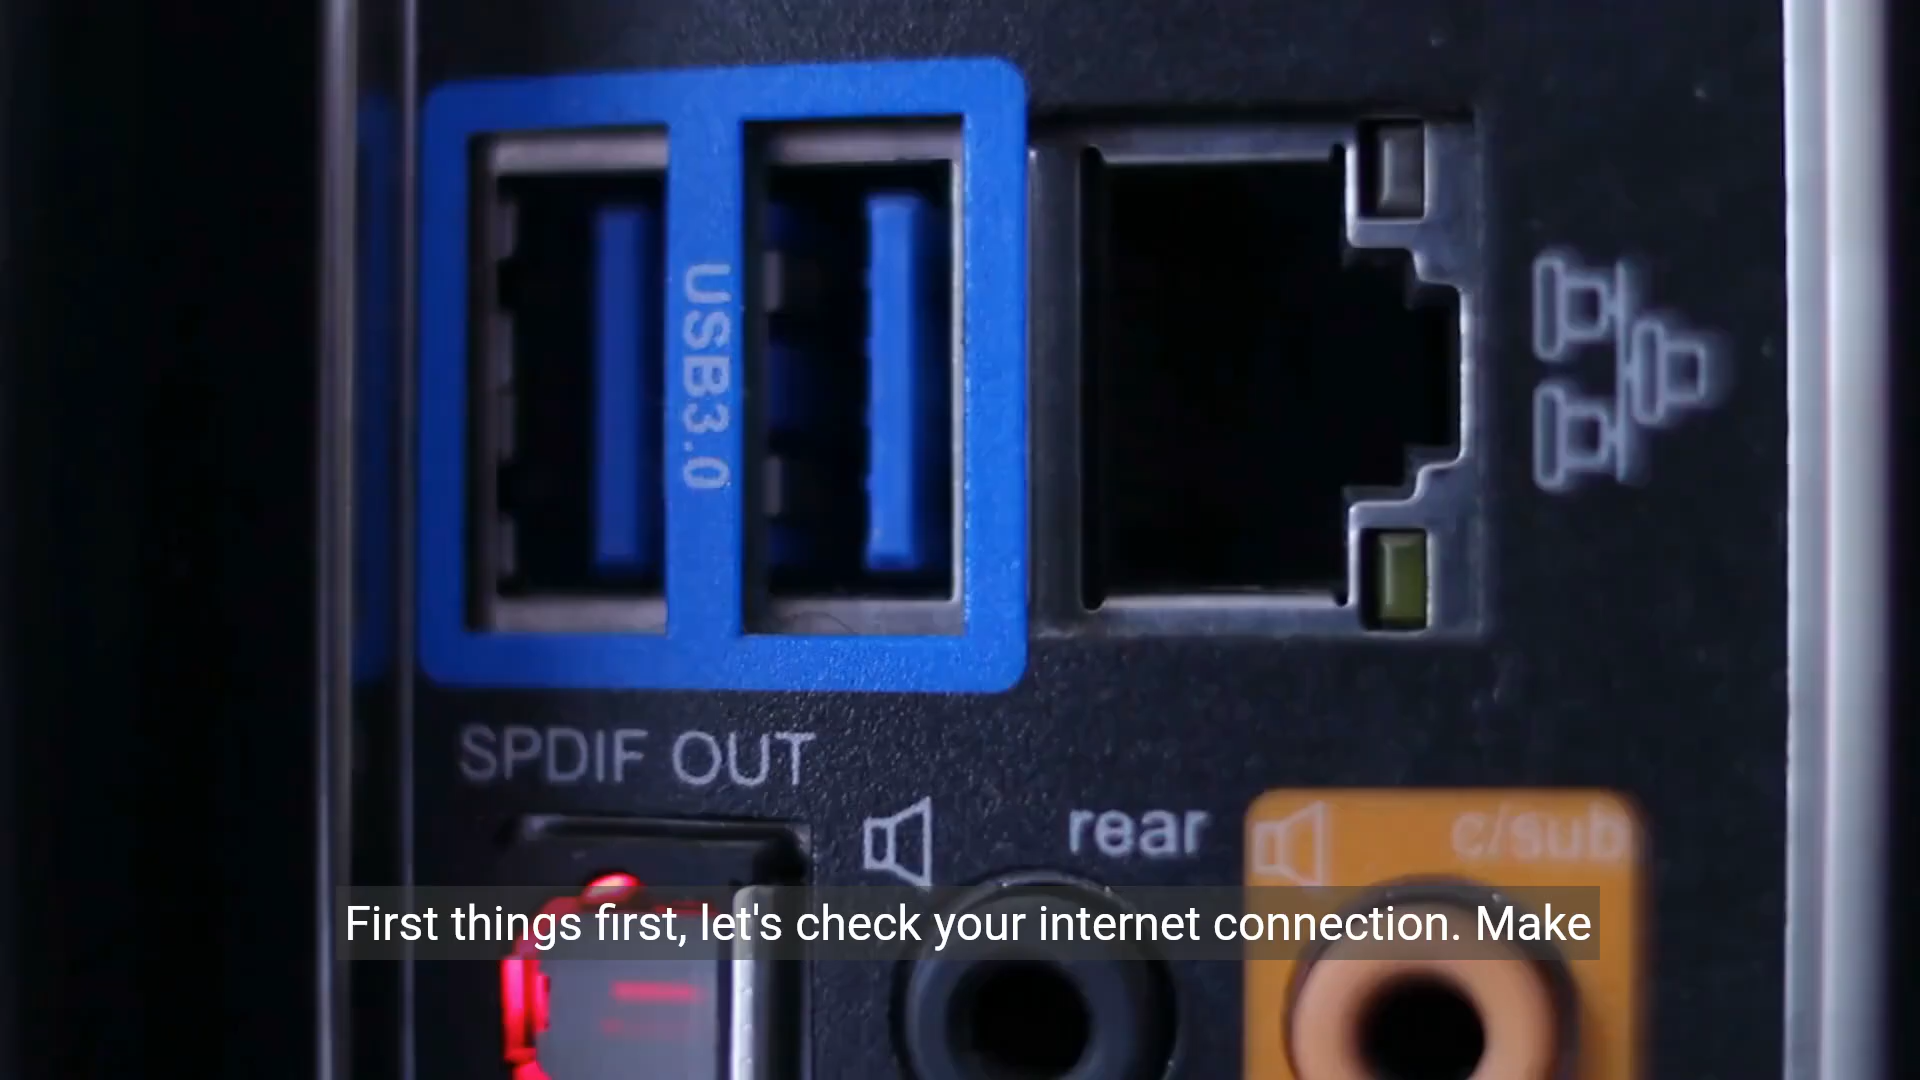 USB3.0
SPDIF OUT
rear
c/sub
First things first, let's check your internet connection. Make